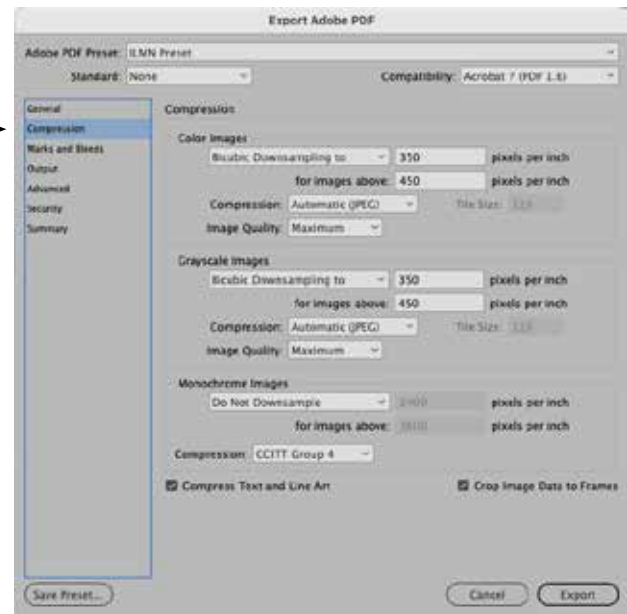 Export Adobe PDF
Adobe PDF Preset: ILMN Preset
Standard: None Compatibility: Acrobat 7 (PDF 1.6)
General
Compression
Marks and Bleeds
Output
Advanced
Security
Summary
Compression
Color Images
Bicubic Downsampling to 350 pixels per inch
for images above: 450 pixels per inch
Compression: Automatic (JPEG) Tile Size:
Image Quality: Maximum
Grayscale Images
Bicubic Downsampling to 350 pixels per inch
for images above: 450 pixels per inch
Compression: Automatic (JPEG) Tile Size:
Image Quality: Maximum
Monochrome Images
Do Not Downsample pixels per inch
for images above: pixels per inch
Compression: CCITT Group 4
Compress Text and Line Art Crop Image Data to Frames
Save Preset... Cancel Export